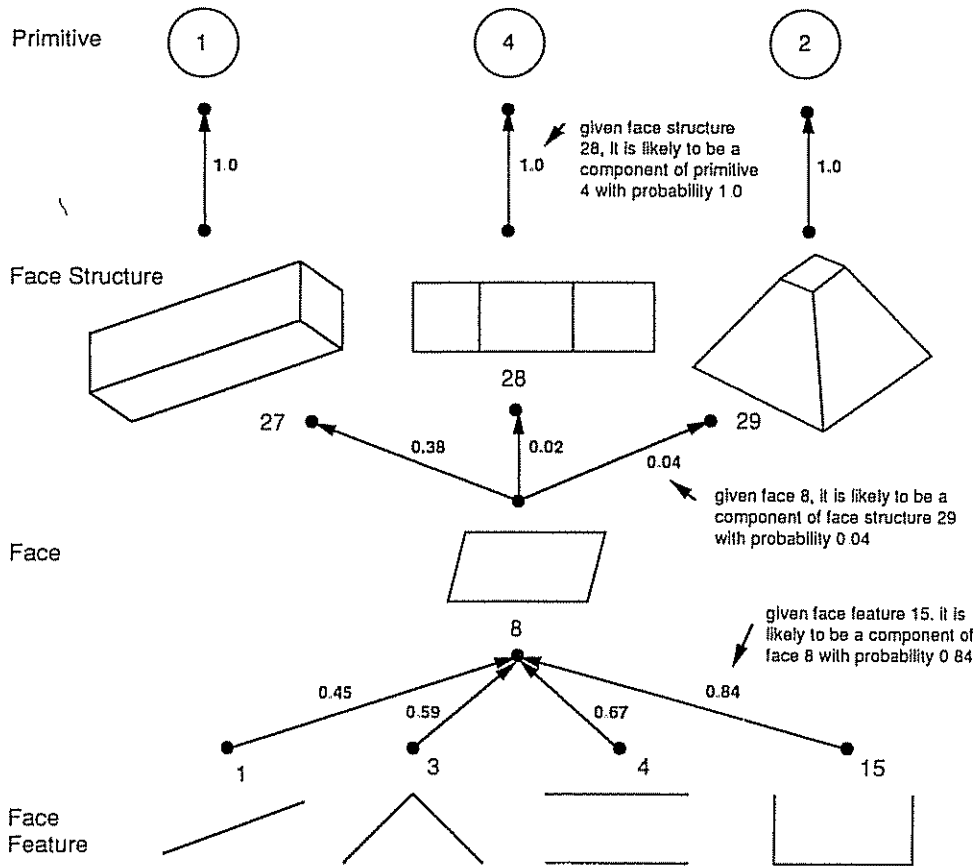 Primitive
1
4
2
given face structure
28, it is likely to be a
component of primitive
4 with probability 1.0
1.0
1.0
1.0
Face Structure
28
27
29
0.38
0.02
0.04
given face 8, it is likely to be a
component of face structure 29
with probability 0.04
Face
given face feature 15. it is
likely to be a component of
face 8 with probability 0 84
8
0.45
0.59
0.67
0.84
1
3
4
15
Face
Feature